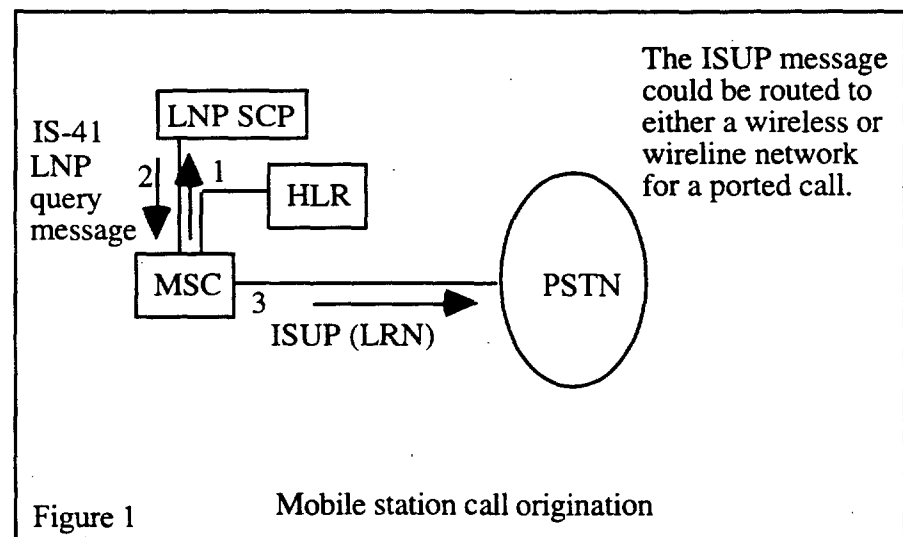 The ISUP message
could be routed to
either a wireless or
wireline network
for a ported call.
LNP SCP
IS-41
LNP
query
message
2
1
HLR
MSC
3
ISUP (LRN)
PSTN
Figure 1
Mobile station call origination